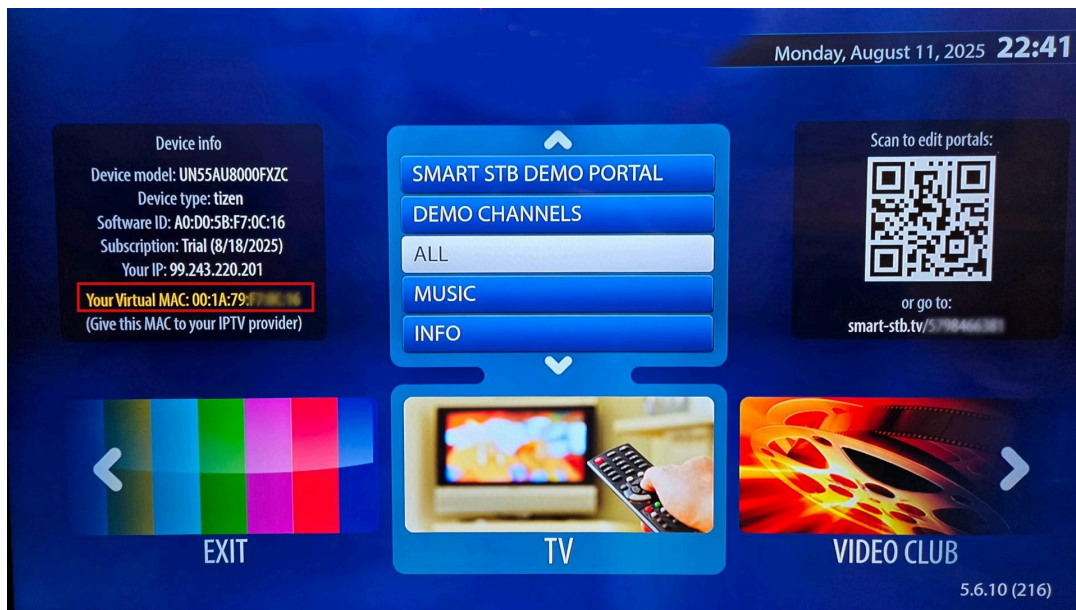 Monday, August 11, 2025 22:41
Device info
Device model: UN55AU8000FXZC
Device type: tizen
Software ID: A0:D0:5B:F7:0C:16
Subscription: Trial (8/18/2025)
Your IP: 99.243.220.201
Your Virtual MAC: 00:1A:79:
(Give this MAC to your IPTV provider)
SMART STB DEMO PORTAL
DEMO CHANNELS
ALL
MUSIC
INFO
Scan to edit portals:
or go to:
smart-stb.tv/
EXIT
TV
VIDEO CLUB
5.6.10 (216)